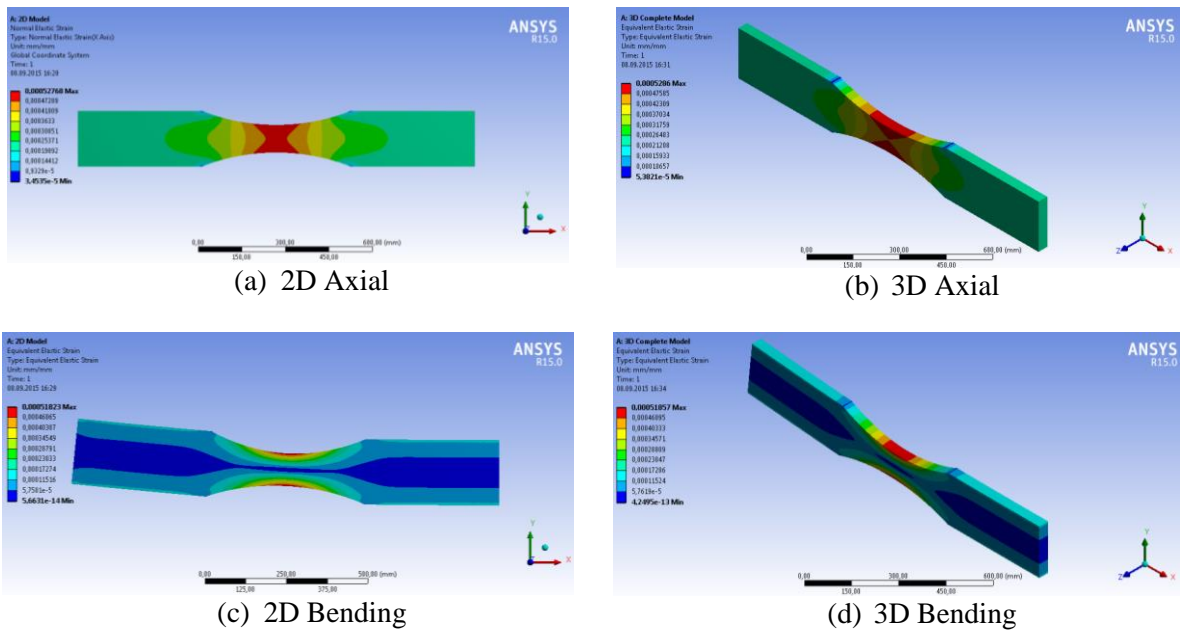 A: 2D Model
Normal Elastic Strain
Type: Normal Elastic Strain(X Axis)
Unit: mm/mm
Global Coordinate System
Time: 1
08.09.2015 16:20
0,00052768 Max
0,00047289
0,00041809
0,0003633
0,00030851
0,00025371
0,00019892
0,00014412
8,9328e-5
3,4535e-5 Min
ANSYS
R15.0
Y
X
0,00 300,00 600,00 (mm)
150,00 450,00
(a) 2D Axial
A: 3D Complete Model
Equivalent Elastic Strain
Type: Equivalent Elastic Strain
Unit: mm/mm
Time: 1
08.09.2015 16:31
0,0005286 Max
0,00047585
0,00042309
0,00037034
0,00031759
0,00026483
0,00021208
0,00015933
0,00010657
5,3821e-5 Min
ANSYS
R15.0
Y
Z X
0,00 300,00 600,00 (mm)
150,00 450,00
(b) 3D Axial
A: 2D Model
Equivalent Elastic Strain
Type: Equivalent Elastic Strain
Unit: mm/mm
Time: 1
08.09.2015 16:29
0,00051823 Max
0,00046065
0,00040307
0,00034549
0,00028791
0,00023033
0,00017274
0,00011516
5,7581e-5
5,6631e-14 Min
ANSYS
R15.0
Y
X
0,00 250,00 500,00 (mm)
125,00 375,00
(c) 2D Bending
A: 3D Complete Model
Equivalent Elastic Strain
Type: Equivalent Elastic Strain
Unit: mm/mm
Time: 1
08.09.2015 16:34
0,00051857 Max
0,00046095
0,00040333
0,00034571
0,00028809
0,00023047
0,00017286
0,00011524
5,7619e-5
4,2495e-13 Min
ANSYS
R15.0
Y
Z X
0,00 300,00 600,00 (mm)
150,00 450,00
(d) 3D Bending